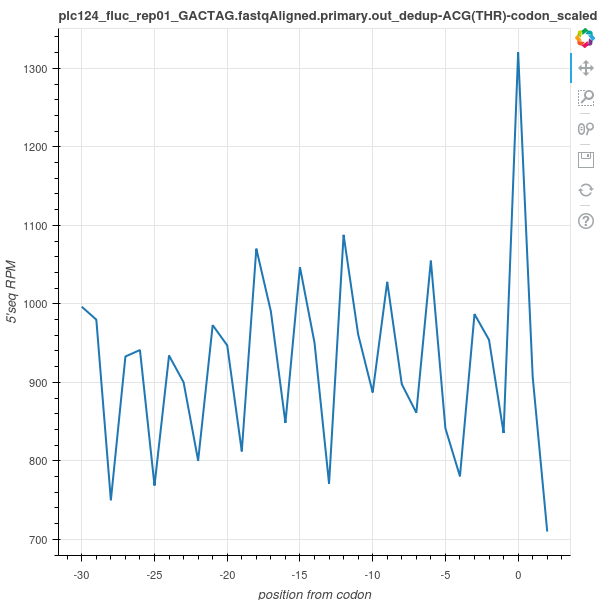 plc124_fluc_rep01_GACTAG.fastqAligned.primary.out_dedup-ACG(THR)-codon_scaled
1300
1200
1100
1000
900
800
700
5'seq RPM
-30 -25 -20 -15 -10 -5 0
position from codon